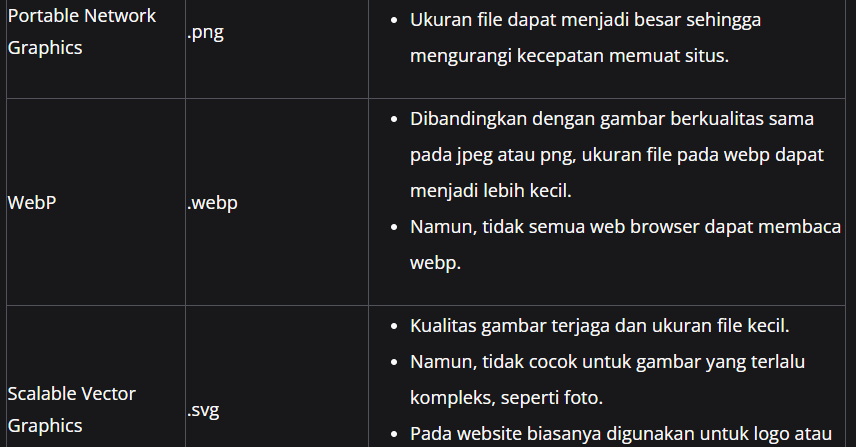 Portable Network
Graphics
.png
• Ukuran file dapat menjadi besar sehingga
mengurangi kecepatan memuat situs.
WebP
.webp
• Dibandingkan dengan gambar berkualitas sama
pada jpeg atau png, ukuran file pada webp dapat
menjadi lebih kecil.
• Namun, tidak semua web browser dapat membaca
webp.
Scalable Vector
Graphics
.svg
• Kualitas gambar terjaga dan ukuran file kecil.
• Namun, tidak cocok untuk gambar yang terlalu
kompleks, seperti foto.
• Pada website biasanya digunakan untuk logo atau